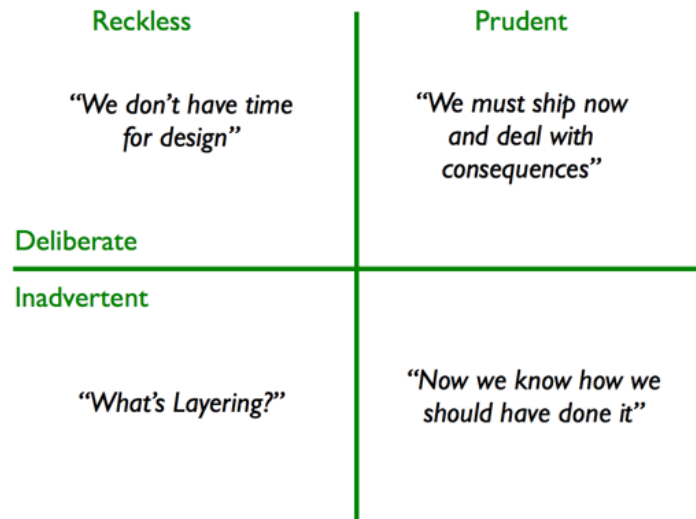 Reckless
Prudent
“We don’t have time
for design”
“We must ship now
and deal with
consequences”
Deliberate
Inadvertent
“What’s Layering?”
“Now we know how we
should have done it”